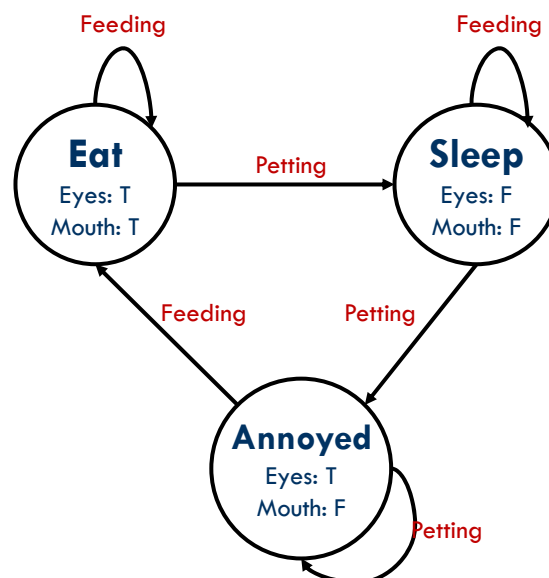 Feeding
Feeding
Eat
Eyes: T
Mouth: T
Petting
Sleep
Eyes: F
Mouth: F
Feeding
Petting
Annoyed
Eyes: T
Mouth: F
Petting